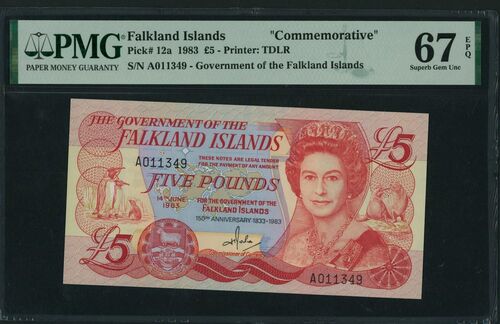 PMG
PAPER MONEY GUARANTY
Falkland Islands "Commemorative"
Pick# 12a 1983 £5 - Printer: TDLR
S/N A011349 - Government of the Falkland Islands
67 EPQ
Superb Gem Unc
THE GOVERNMENT OF THE
FALKLAND ISLANDS
£5
A011349
THESE NOTES ARE LEGAL TENDER
FOR THE PAYMENT OF ANY AMOUNT
FIVE POUNDS
14TH JUNE
1983
FOR THE GOVERNMENT OF THE
FALKLAND ISLANDS
150TH ANNIVERSARY 1833-1983
£5
A011349